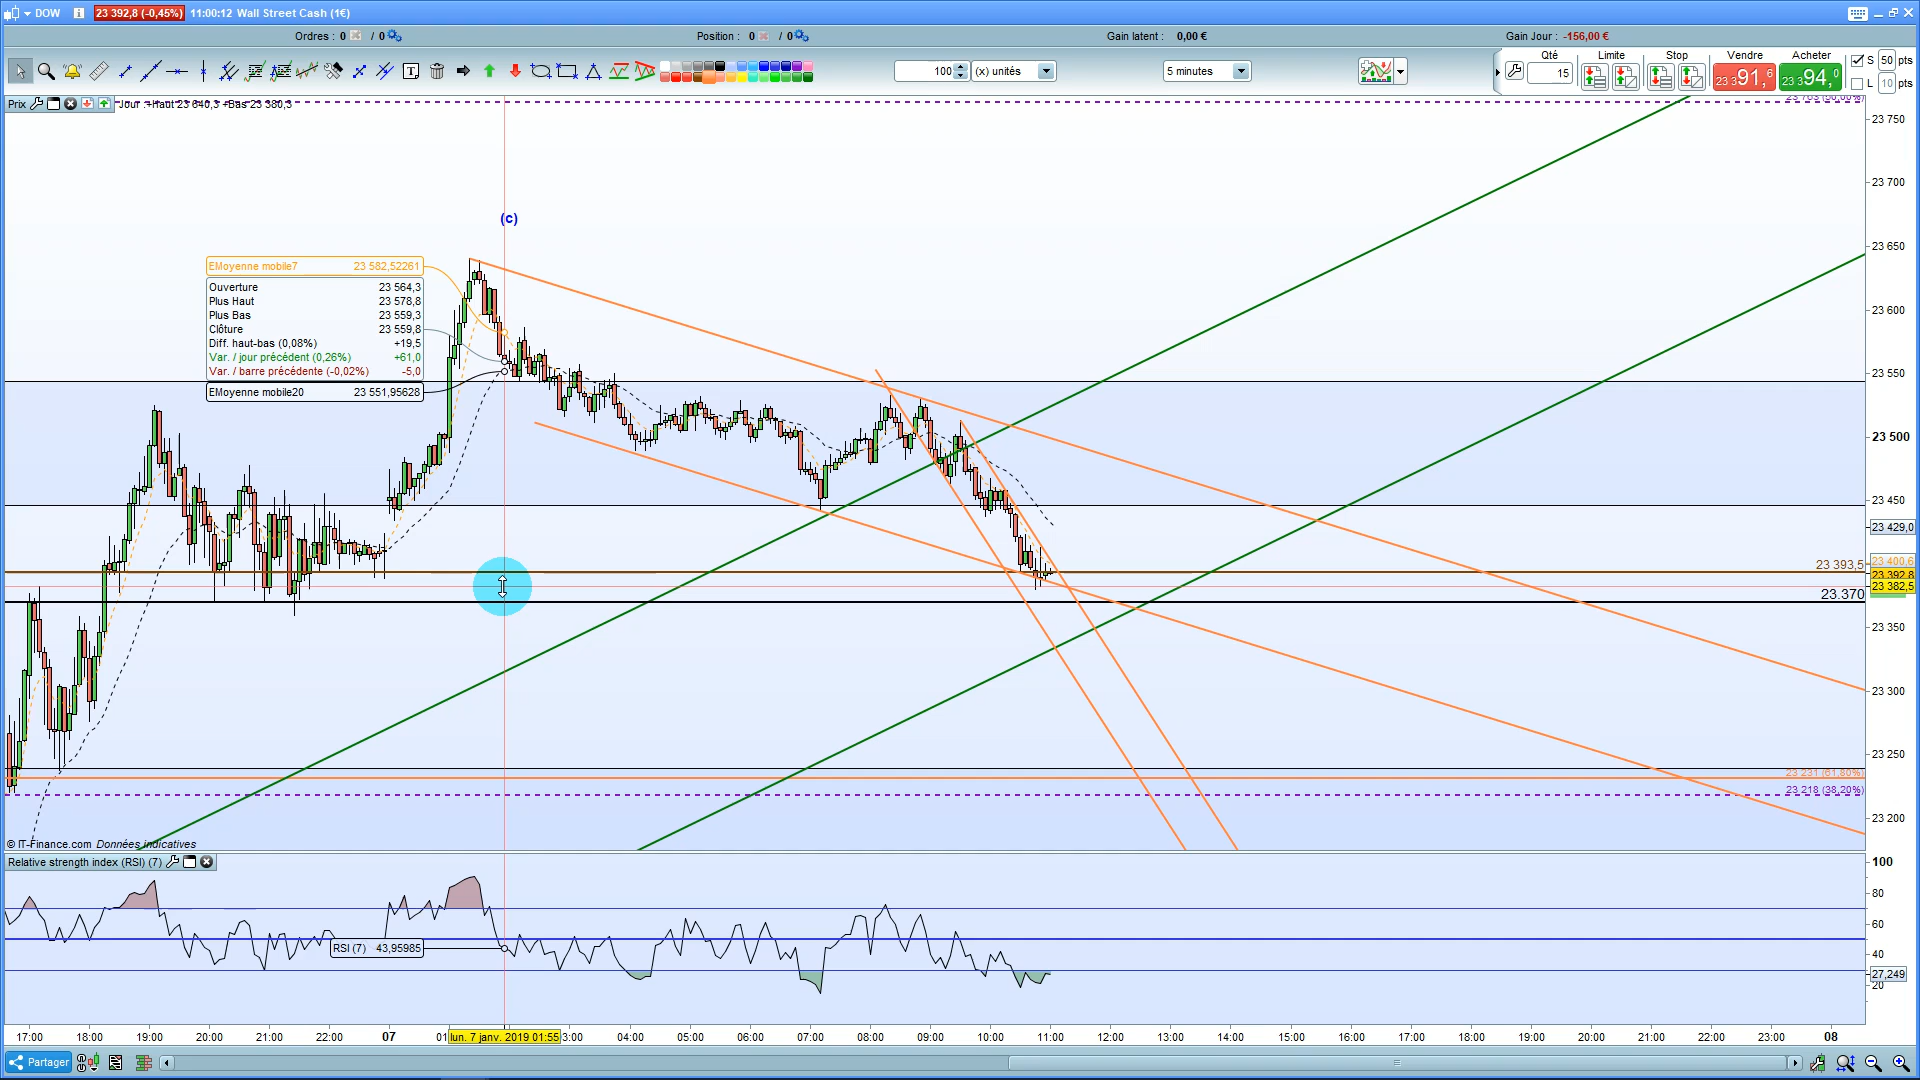 DOW 23 392,8 (-0,45%) 11:00:12 Wall Street Cash (1€)
Ordres : 0 / 0 Position : 0 / 0 Gain latent : 0,00 € Gain Jour : -156,00 €
100 (x) unités 5 minutes
Qté Limite Stop Vendre Acheter S 50 pts
15 23 391,6 23 394,0 L 10 pts
Prix Jour :+Haut 23 640,3 +Bas 23 380,3
23 763 (50,00%)
23 750
23 700
(c)
23 650
EMoyenne mobile7 23 582,52261
Ouverture 23 564,3
Plus Haut 23 578,8
Plus Bas 23 559,3
Clôture 23 559,8
Diff. haut-bas (0,08%) +19,5
Var. / jour précédent (0,26%) +61,0
Var. / barre précédente (-0,02%) -5,0
EMoyenne mobile20 23 551,95628
23 600
23 550
23 500
23 450
23 429,0
23 393,5
23 400,6
23 392,8
23 382,5
23.370
23 350
23 300
23 250
23 231 (61,80%)
23 218 (38,20%)
23 200
© IT-Finance.com Données indicatives
Relative strength index (RSI) (7)
100
80
60
RSI (7) 43,95985
40
27,249
20
17:00 18:00 19:00 20:00 21:00 22:00 07 01 lun. 7 janv. 2019 01:55 3:00 04:00 05:00 06:00 07:00 08:00 09:00 10:00 11:00 12:00 13:00 14:00 15:00 16:00 17:00 18:00 19:00 20:00 21:00 22:00 23:00 08
Partager